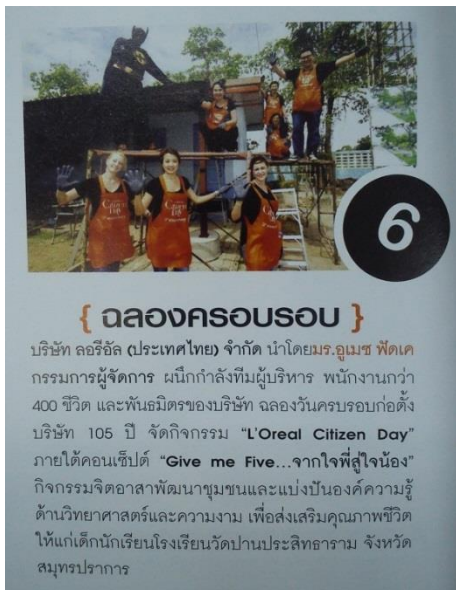 6
{ ฉลองครอบรอบ }
บริษัท ลอรีอัล (ประเทศไทย) จำกัด นำโดยมร.อูเมช ฟัดเค
กรรมการผู้จัดการ ผนึกกำลังทีมผู้บริหาร พนักงานกว่า
400 ชีวิต และพันธมิตรของบริษัท ฉลองวันครบรอบก่อตั้ง
บริษัท 105 ปี จัดกิจกรรม “L'Oreal Citizen Day”
ภายใต้คอนเซ็ปต์ “Give me Five...จากใจพี่สู่ใจน้อง”
กิจกรรมจิตอาสาพัฒนาชุมชนและแบ่งปันองค์ความรู้
ด้านวิทยาศาสตร์และความงาม เพื่อส่งเสริมคุณภาพชีวิต
ให้แก่เด็กนักเรียนโรงเรียนวัดปานประสิทธาราม จังหวัด
สมุทรปราการ